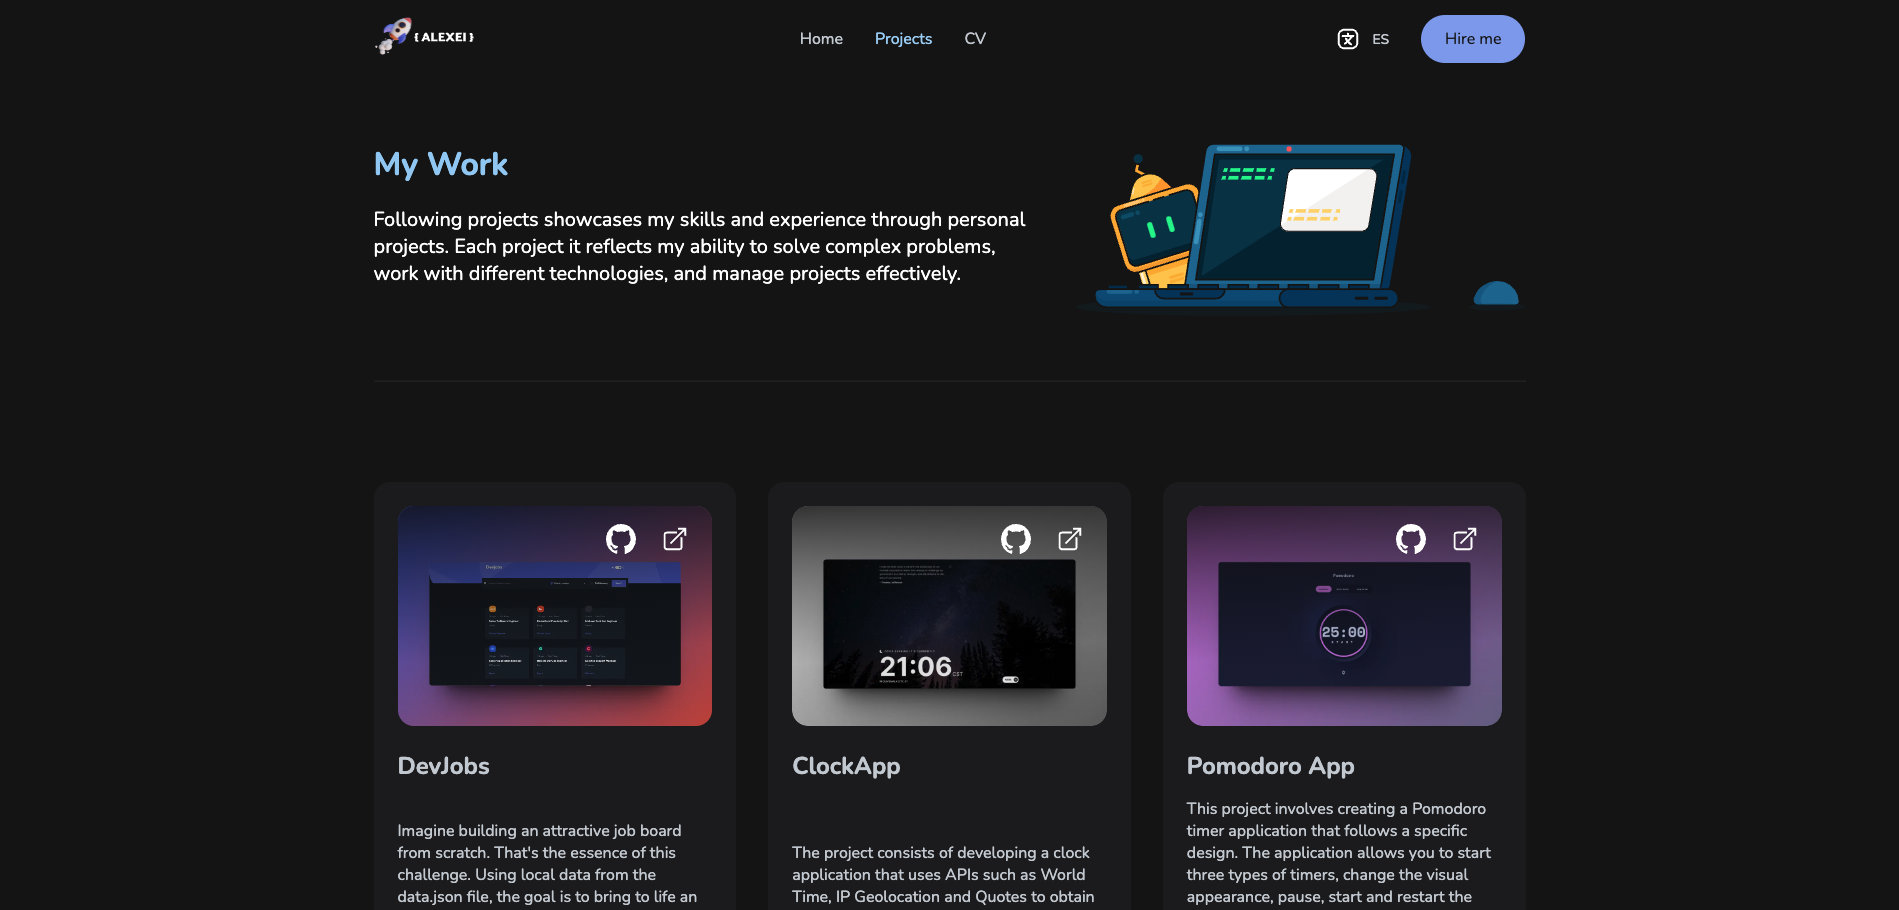 { ALEXEI }
Home
Projects
CV
ES
Hire me
My Work
Following projects showcases my skills and experience through personal
projects. Each project it reflects my ability to solve complex problems,
work with different technologies, and manage projects effectively.
Devjobs
21:06 CST
Pomodoro
25:00
START
DevJobs
Imagine building an attractive job board
from scratch. That's the essence of this
challenge. Using local data from the
data.json file, the goal is to bring to life an
ClockApp
The project consists of developing a clock
application that uses APIs such as World
Time, IP Geolocation and Quotes to obtain
Pomodoro App
This project involves creating a Pomodoro
timer application that follows a specific
design. The application allows you to start
three types of timers, change the visual
appearance, pause, start and restart the